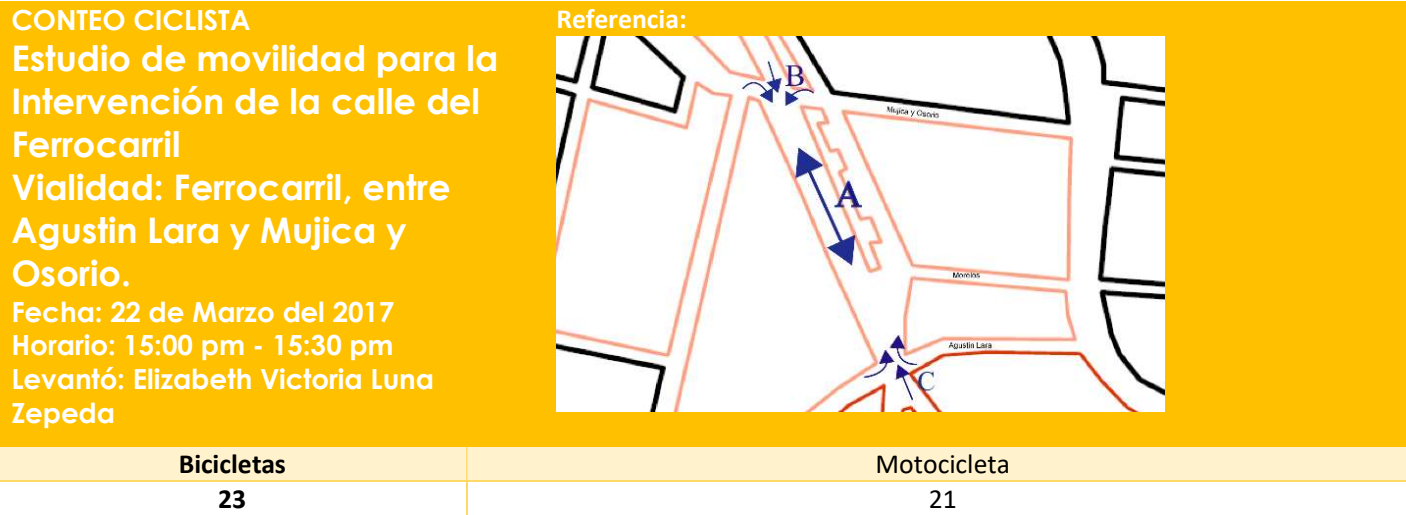 CONTEO CICLISTA
Estudio de movilidad para la
Intervención de la calle del
Ferrocarril
Vialidad: Ferrocarril, entre
Agustin Lara y Mujica y
Osorio.
Fecha: 22 de Marzo del 2017
Horario: 15:00 pm - 15:30 pm
Levantó: Elizabeth Victoria Luna
Zepeda
Referencia:
B
Mujica y Osorio
A
Morelos
Agustin Lara
C
Bicicletas Motocicleta
23 21